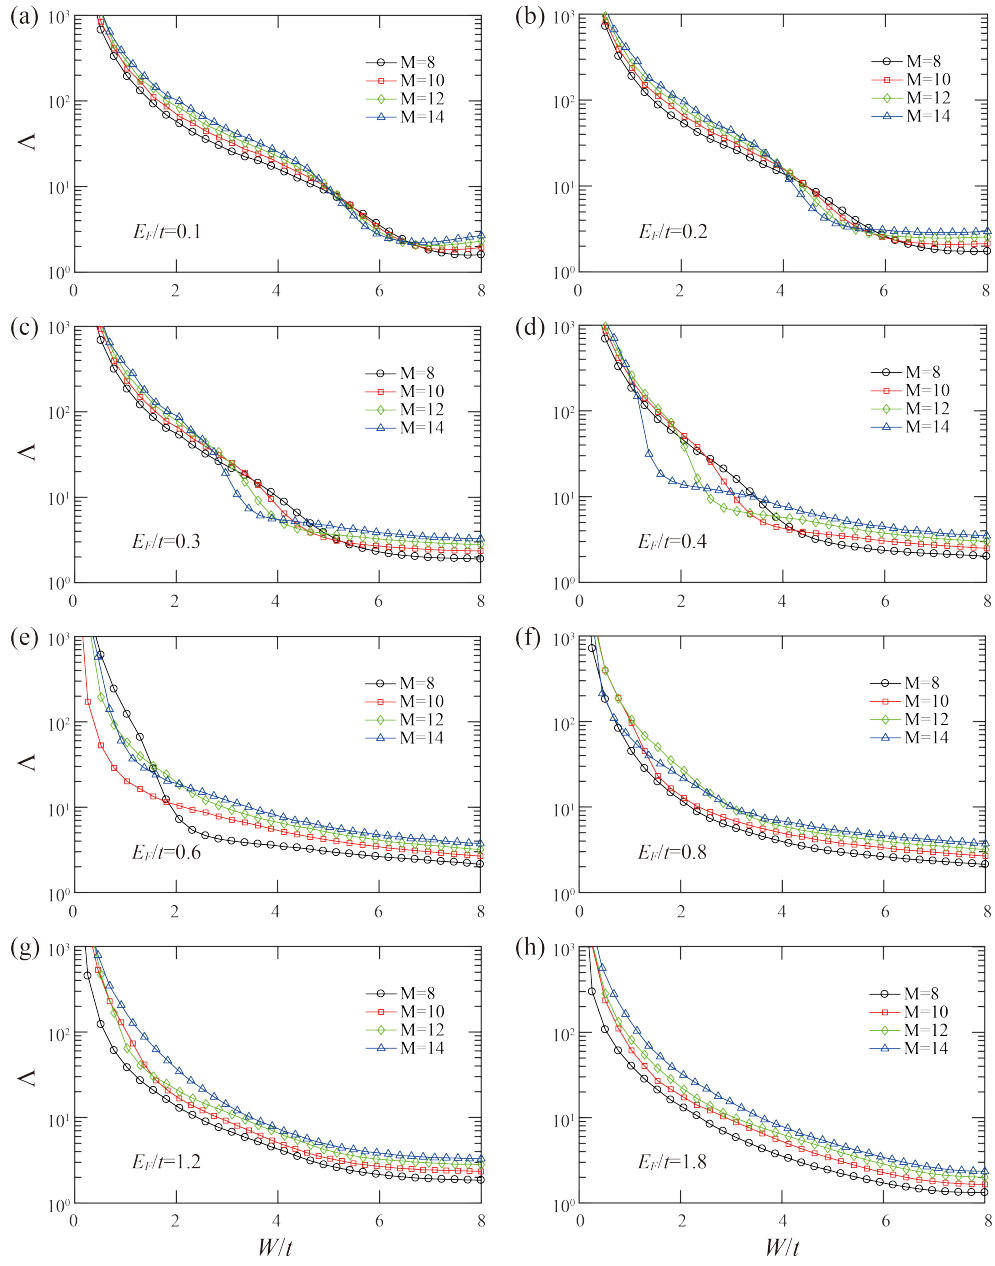 (a)
10³
10²
10¹
10⁰
Λ
M=8
M=10
M=12
M=14
E_F/t=0.1
0 2 4 6 8
(b)
10³
10²
10¹
10⁰
M=8
M=10
M=12
M=14
E_F/t=0.2
0 2 4 6 8
(c)
10³
10²
10¹
10⁰
Λ
M=8
M=10
M=12
M=14
E_F/t=0.3
0 2 4 6 8
(d)
10³
10²
10¹
10⁰
M=8
M=10
M=12
M=14
E_F/t=0.4
0 2 4 6 8
(e)
10³
10²
10¹
10⁰
Λ
M=8
M=10
M=12
M=14
E_F/t=0.6
0 2 4 6 8
(f)
10³
10²
10¹
10⁰
M=8
M=10
M=12
M=14
E_F/t=0.8
0 2 4 6 8
(g)
10³
10²
10¹
10⁰
Λ
M=8
M=10
M=12
M=14
E_F/t=1.2
0 2 4 6 8
W/t
(h)
10³
10²
10¹
10⁰
M=8
M=10
M=12
M=14
E_F/t=1.8
0 2 4 6 8
W/t